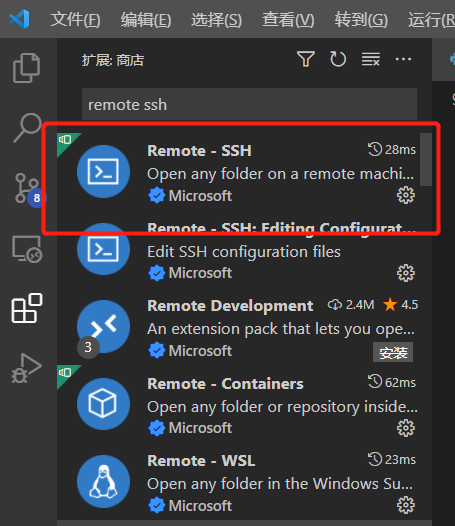 文件(F) 编辑(E) 选择(S) 查看(V) 转到(G) 运行(R
扩展: 商店
remote ssh
Remote - SSH 28ms
Open any folder on a remote machi...
Microsoft
8
Remote - SSH: Editing Configurat...
Edit SSH configuration files
Microsoft
Remote Development 2.4M 4.5
An extension pack that lets you ope...
3 Microsoft 安装
Remote - Containers 62ms
Open any folder or repository inside...
Microsoft
Remote - WSL 23ms
Open any folder in the Windows Su...
Microsoft